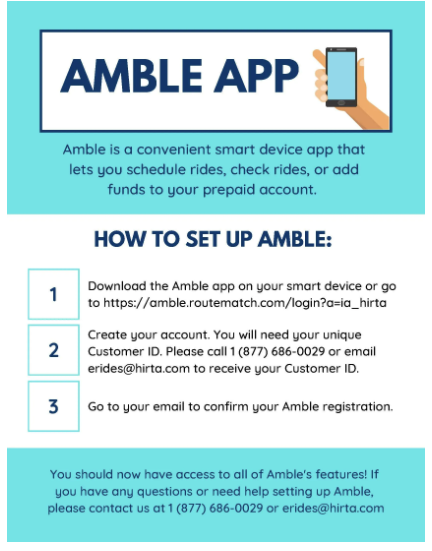 AMBLE APP
Amble is a convenient smart device app that
lets you schedule rides, check rides, or add
funds to your prepaid account.
HOW TO SET UP AMBLE:
1
Download the Amble app on your smart device or go
to https://amble.routematch.com/login?a=ia_hirta
2
Create your account. You will need your unique
Customer ID. Please call 1 (877) 686-0029 or email
erides@hirta.com to receive your Customer ID.
3
Go to your email to confirm your Amble registration.
You should now have access to all of Amble's features! If
you have any questions or need help setting up Amble,
please contact us at 1 (877) 686-0029 or erides@hirta.com